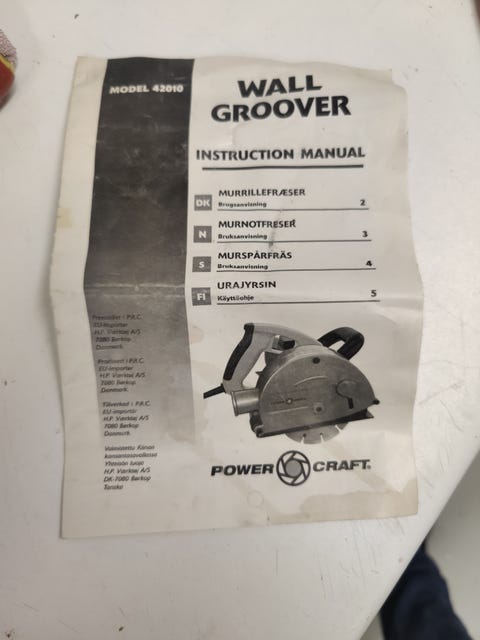 MODEL 42010
WALL
GROOVER
INSTRUCTION MANUAL
DK
MURRILLEFRÆSER
Brugsanvisning 2
N
MURNOTFRESER
Bruksanvisning 3
S
MURSPÅRFRÄS
Bruksanvisning 4
FI
URAJYRSIN
Käyttöohje 5
Fremstillet i P.R.C.
EU-importør
H.P. Værktøj A/S
7080 Børkop
Danmark
Produsert i P.R.C.
EU-importør
H.P. Værktøj A/S
7080 Børkop
Danmark
Tillverkad i P.R.C.
EU-importör
H.P. Værktøj A/S
7080 Børkop
Danmark
Valmistettu Kiinan
kansantasavallassa
H.P. Værktøj A/S
DK-7080 Børkop
Tanska
POWER CRAFT®